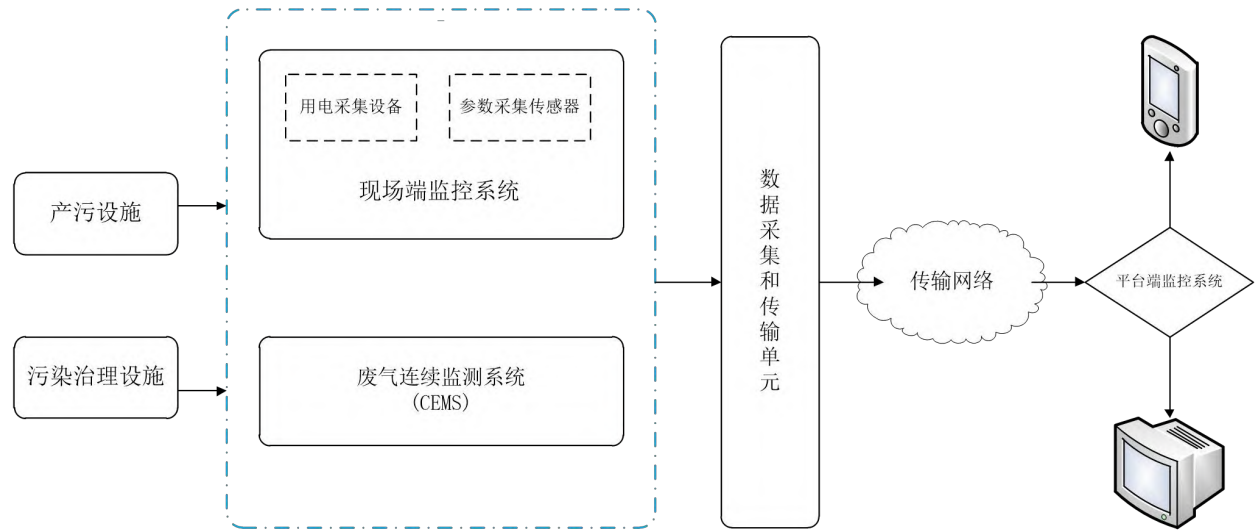 用电采集设备
参数采集传感器
现场端监控系统
产污设施
污染治理设施
废气连续监测系统
(CEMS)
数据采集和传输单元
传输网络
平台端监控系统